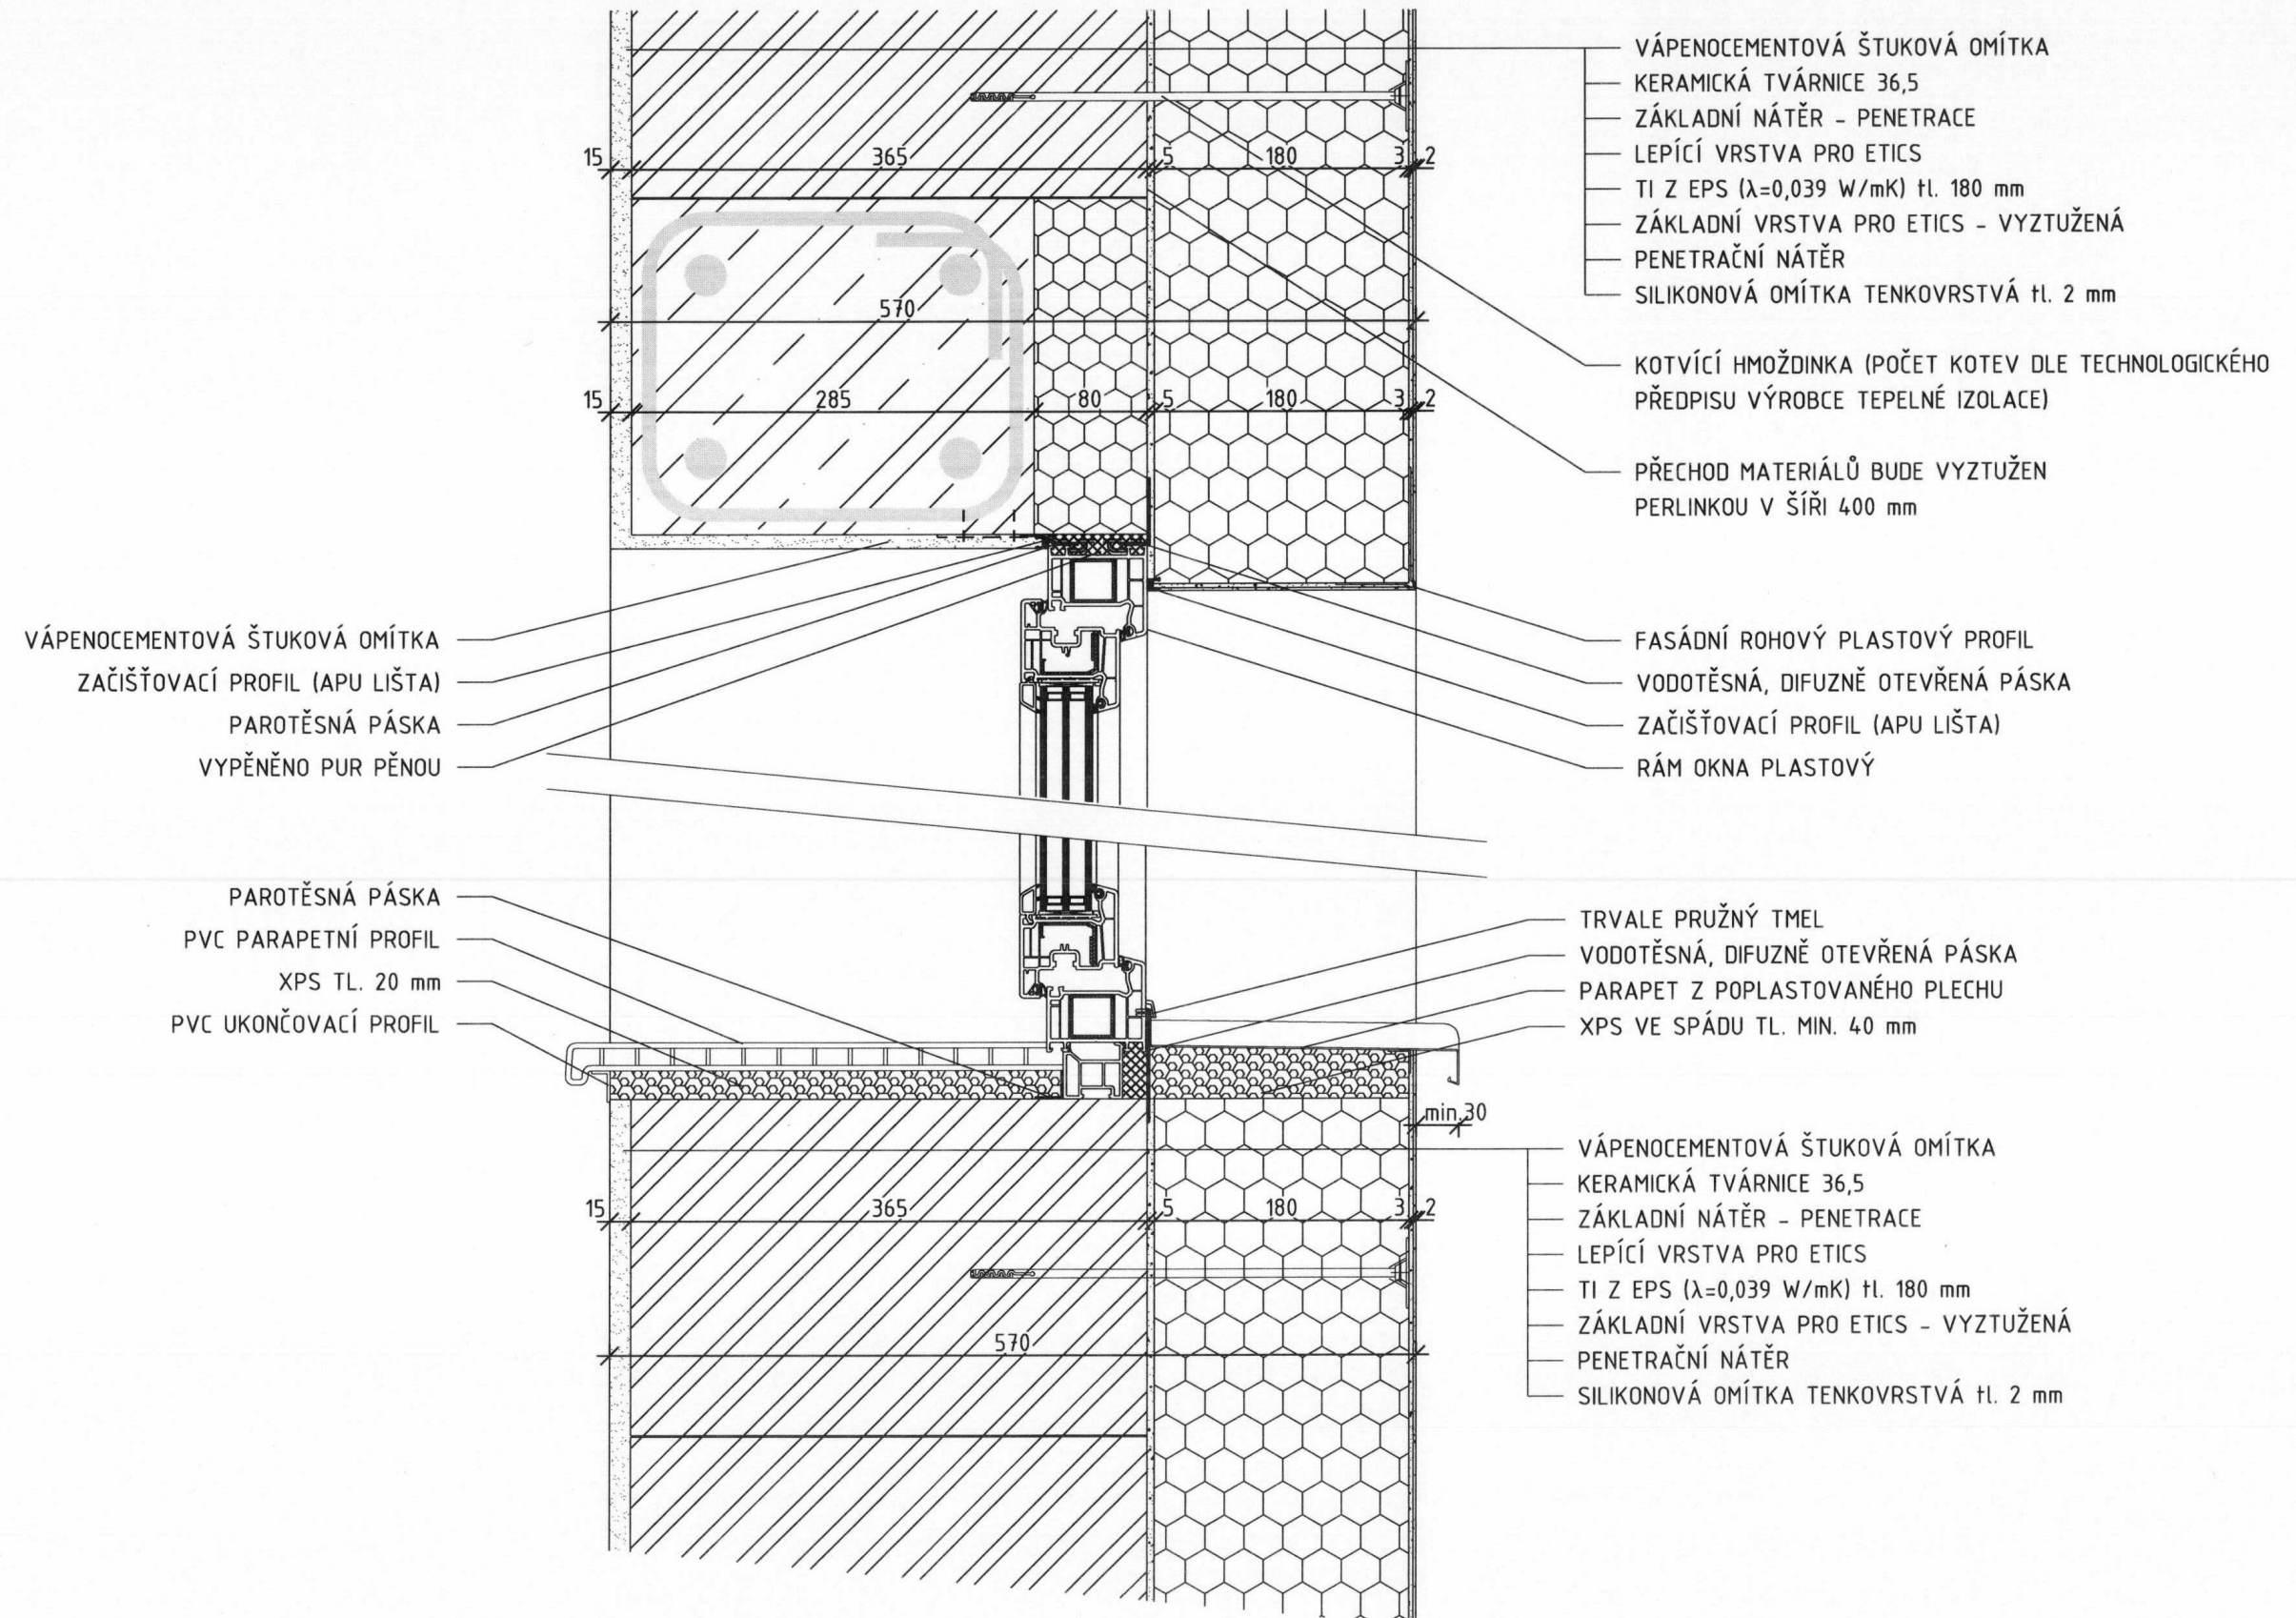 VÁPENOCEMENTOVÁ ŠTUKOVÁ OMÍTKA
KERAMICKÁ TVÁRNICE 36,5
ZÁKLADNÍ NÁTĚR - PENETRACE
LEPÍCÍ VRSTVA PRO ETICS
TI Z EPS (λ=0,039 W/mK) tl. 180 mm
ZÁKLADNÍ VRSTVA PRO ETICS - VYZTUŽENÁ
PENETRAČNÍ NÁTĚR
SILIKONOVÁ OMÍTKA TENKOVRSTVÁ tl. 2 mm
15 365 5 180 3 2
570
KOTVÍCÍ HMOŽDINKA (POČET KOTEV DLE TECHNOLOGICKÉHO
PŘEDPISU VÝROBCE TEPELNÉ IZOLACE)
15 285 80 5 180 3 2
PŘECHOD MATERIÁLŮ BUDE VYZTUŽEN
PERLINKOU V ŠÍŘI 400 mm
VÁPENOCEMENTOVÁ ŠTUKOVÁ OMÍTKA
ZAČIŠŤOVACÍ PROFIL (APU LIŠTA)
PAROTĚSNÁ PÁSKA
VYPĚNĚNO PUR PĚNOU
FASÁDNÍ ROHOVÝ PLASTOVÝ PROFIL
VODOTĚSNÁ, DIFUZNĚ OTEVŘENÁ PÁSKA
ZAČIŠŤOVACÍ PROFIL (APU LIŠTA)
RÁM OKNA PLASTOVÝ
PAROTĚSNÁ PÁSKA
PVC PARAPETNÍ PROFIL
XPS TL. 20 mm
PVC UKONČOVACÍ PROFIL
TRVALE PRUŽNÝ TMEL
VODOTĚSNÁ, DIFUZNĚ OTEVŘENÁ PÁSKA
PARAPET Z POPLASTOVANÉHO PLECHU
XPS VE SPÁDU TL. MIN. 40 mm
min.30
VÁPENOCEMENTOVÁ ŠTUKOVÁ OMÍTKA
KERAMICKÁ TVÁRNICE 36,5
ZÁKLADNÍ NÁTĚR - PENETRACE
LEPÍCÍ VRSTVA PRO ETICS
TI Z EPS (λ=0,039 W/mK) tl. 180 mm
ZÁKLADNÍ VRSTVA PRO ETICS - VYZTUŽENÁ
PENETRAČNÍ NÁTĚR
SILIKONOVÁ OMÍTKA TENKOVRSTVÁ tl. 2 mm
15 365 5 180 3 2
570